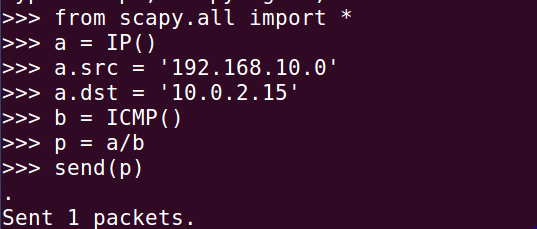 >>> from scapy.all import *
>>> a = IP()
>>> a.src = '192.168.10.0'
>>> a.dst = '10.0.2.15'
>>> b = ICMP()
>>> p = a/b
>>> send(p)
.
Sent 1 packets.